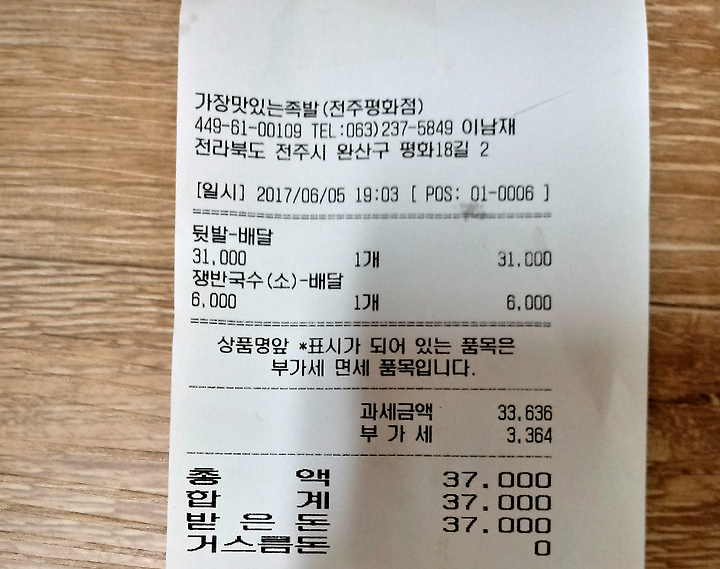 가장맛있는족발(전주평화점)
449-61-00109 TEL:063)237-5849 이남재
전라북도 전주시 완산구 평화18길 2
[일시] 2017/06/05 19:03 [ POS: 01-0006 ]
뒷발-배달
31,000 1개 31,000
쟁반국수(소)-배달
6,000 1개 6,000
상품명앞 *표시가 되어 있는 품목은
부가세 면세 품목입니다.
과세금액 33,636
부 가 세 3,364
총 액 37,000
합 계 37,000
받 은 돈 37,000
거스름돈 0